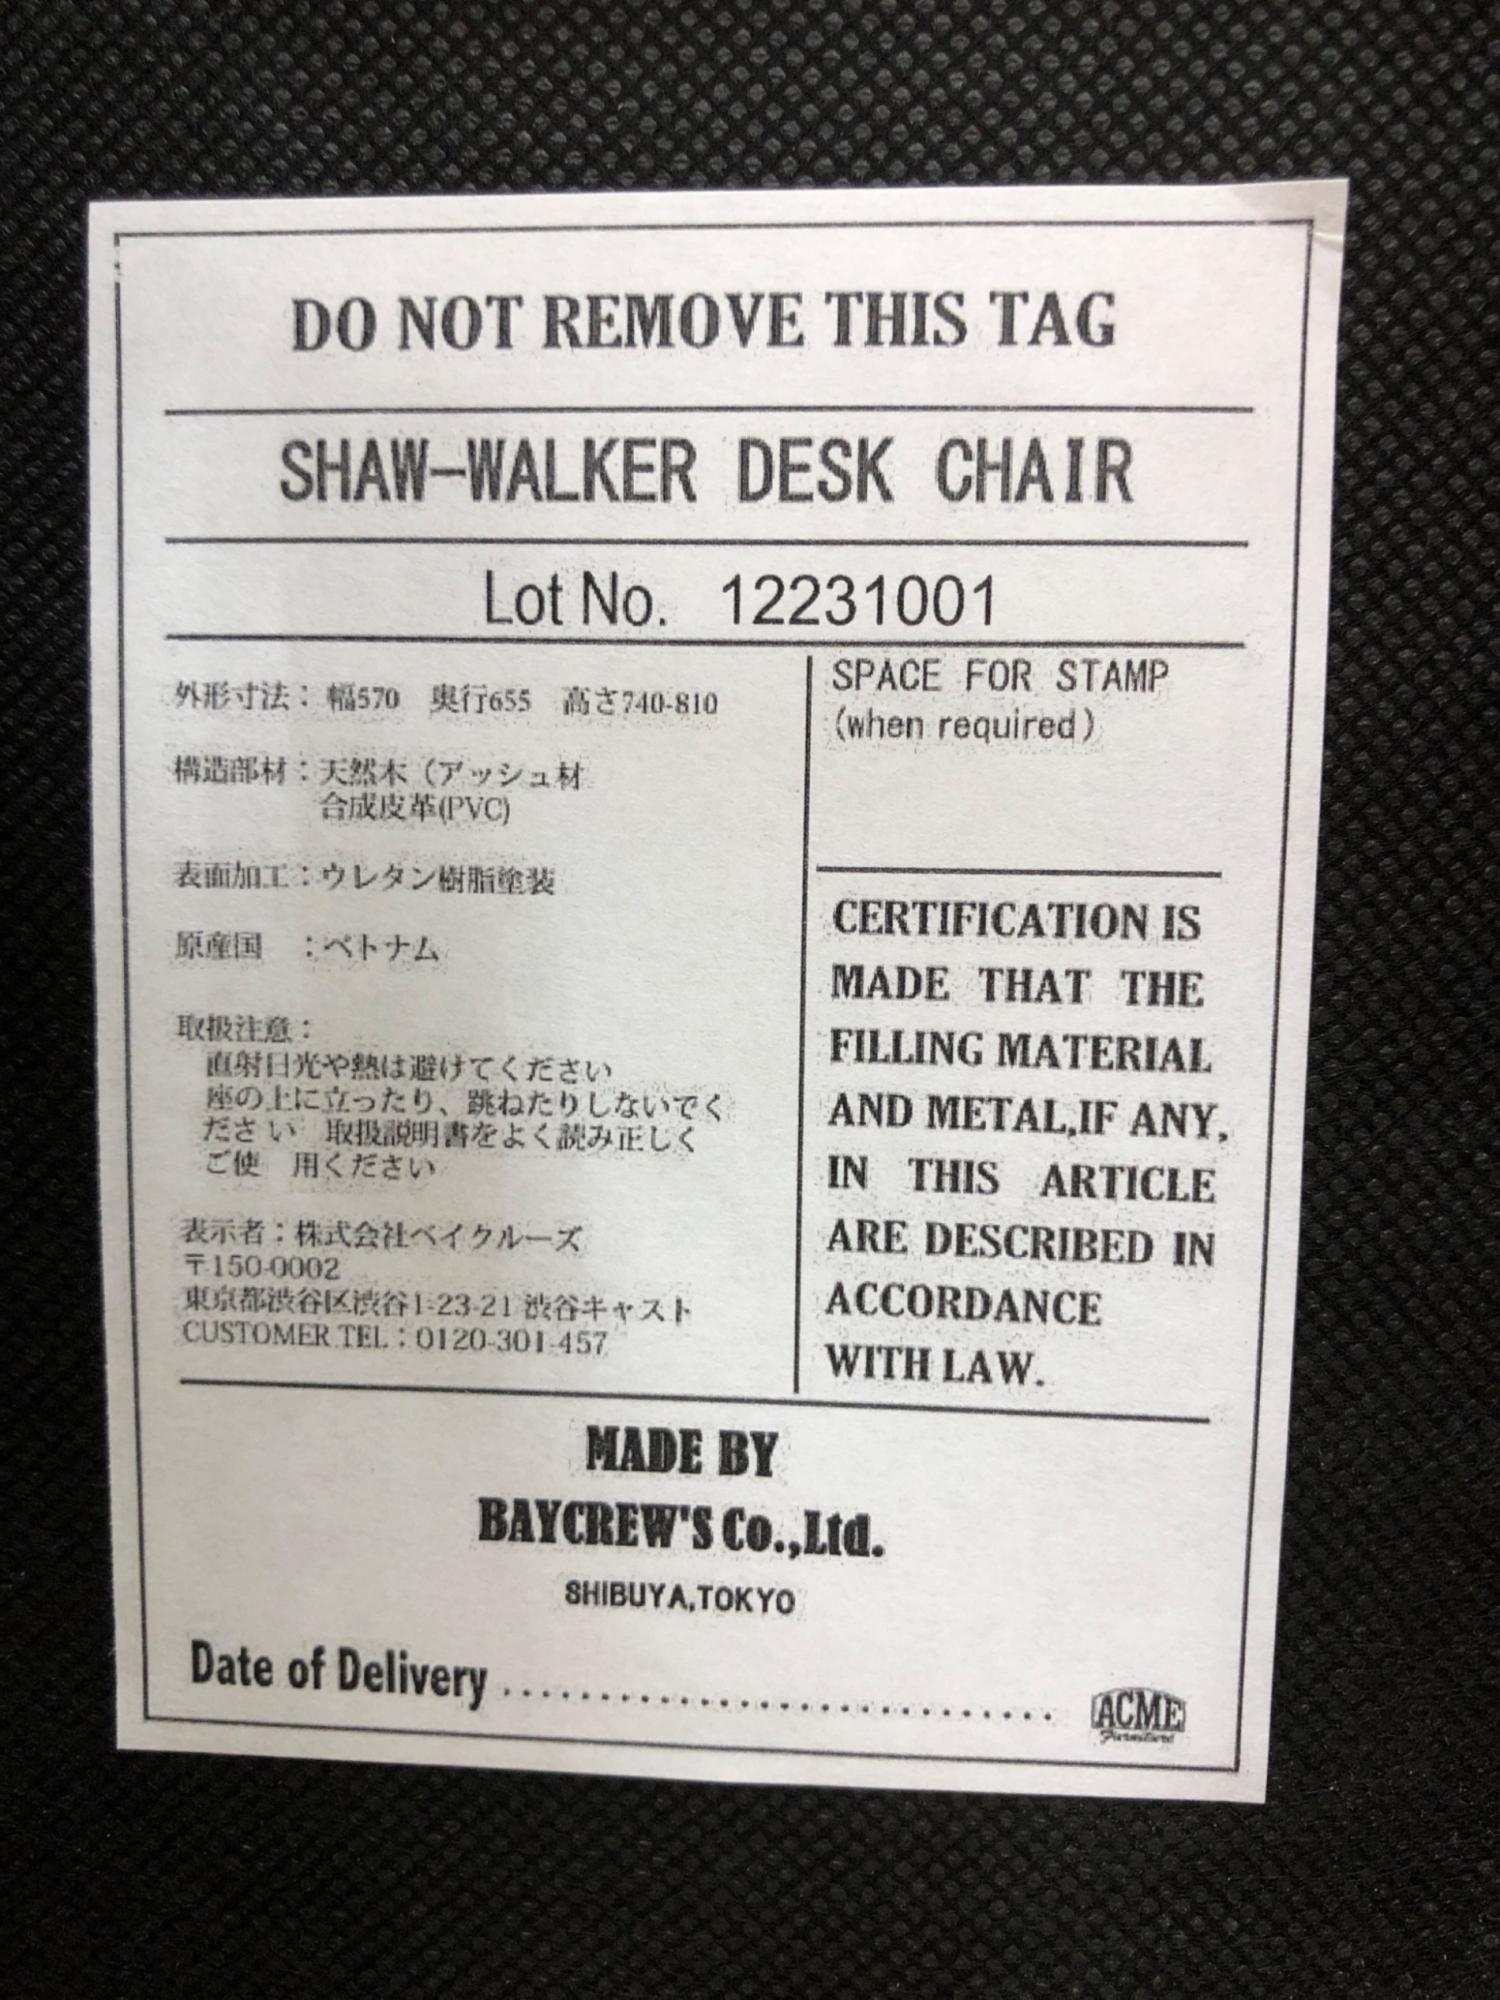 DO NOT REMOVE THIS TAG
SHAW-WALKER DESK CHAIR
Lot No. 12231001
外形寸法： 幅570　奥行655　高さ740-810
構造部材：天然木（アッシュ材
合成皮革(PVC)
表面加工：ウレタン樹脂塗装
原産国　：ベトナム
取扱注意：
直射日光や熱は避けてください
座の上に立ったり、跳ねたりしないでく
ださ い　取扱説明書をよく読み正しく
ご使　用ください
表示者：株式会社ベイクルーズ
〒150-0002
東京都渋谷区渋谷1-23-21 渋谷キャスト
CUSTOMER TEL：0120-301-457
SPACE FOR STAMP
(when required)
CERTIFICATION IS
MADE THAT THE
FILLING MATERIAL
AND METAL,IF ANY,
IN THIS ARTICLE
ARE DESCRIBED IN
ACCORDANCE
WITH LAW.
MADE BY
BAYCREW'S Co.,Ltd.
SHIBUYA,TOKYO
Date of Delivery ..............................
ACME
Furniture